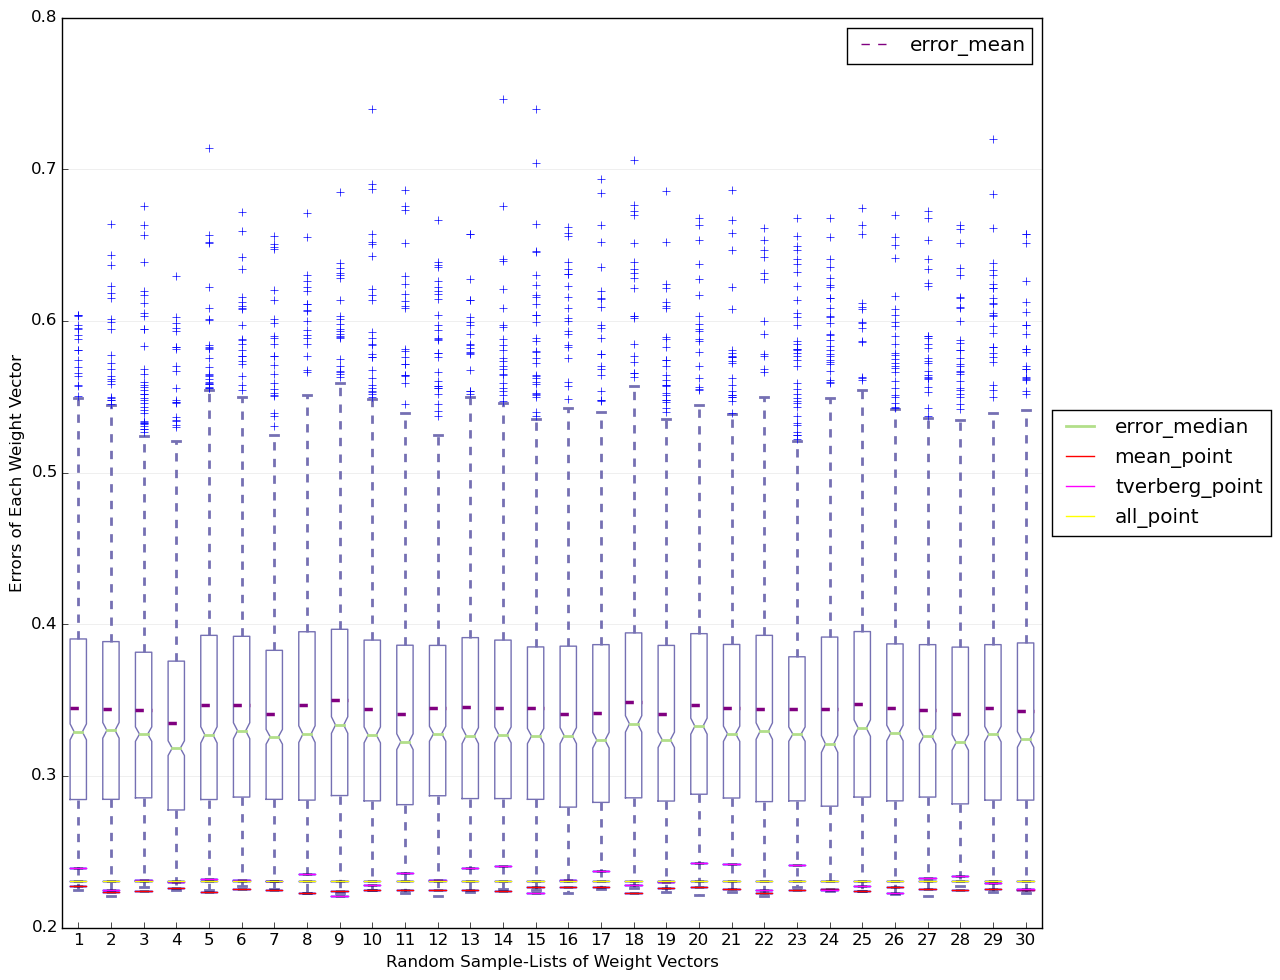 0.8
0.7
0.6
0.5
0.4
0.3
0.2
Errors of Each Weight Vector
error_mean
error_median
mean_point
tverberg_point
all_point
1 2 3 4 5 6 7 8 9 10 11 12 13 14 15 16 17 18 19 20 21 22 23 24 25 26 27 28 29 30
Random Sample-Lists of Weight Vectors